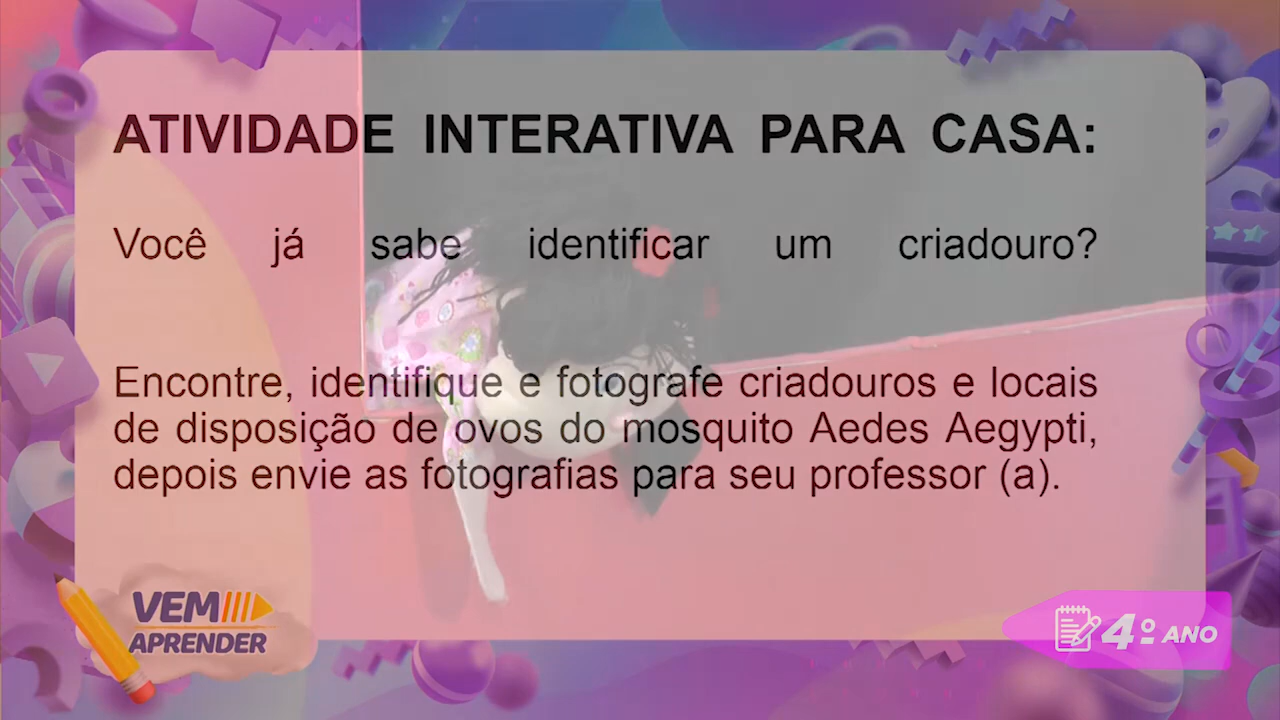 ATIVIDADE INTERATIVA PARA CASA:
Você já sabe identificar um criadouro?
Encontre, identifique e fotografe criadouros e locais
de disposição de ovos do mosquito Aedes Aegypti,
depois envie as fotografias para seu professor (a).
VEM
APRENDER
4º ANO